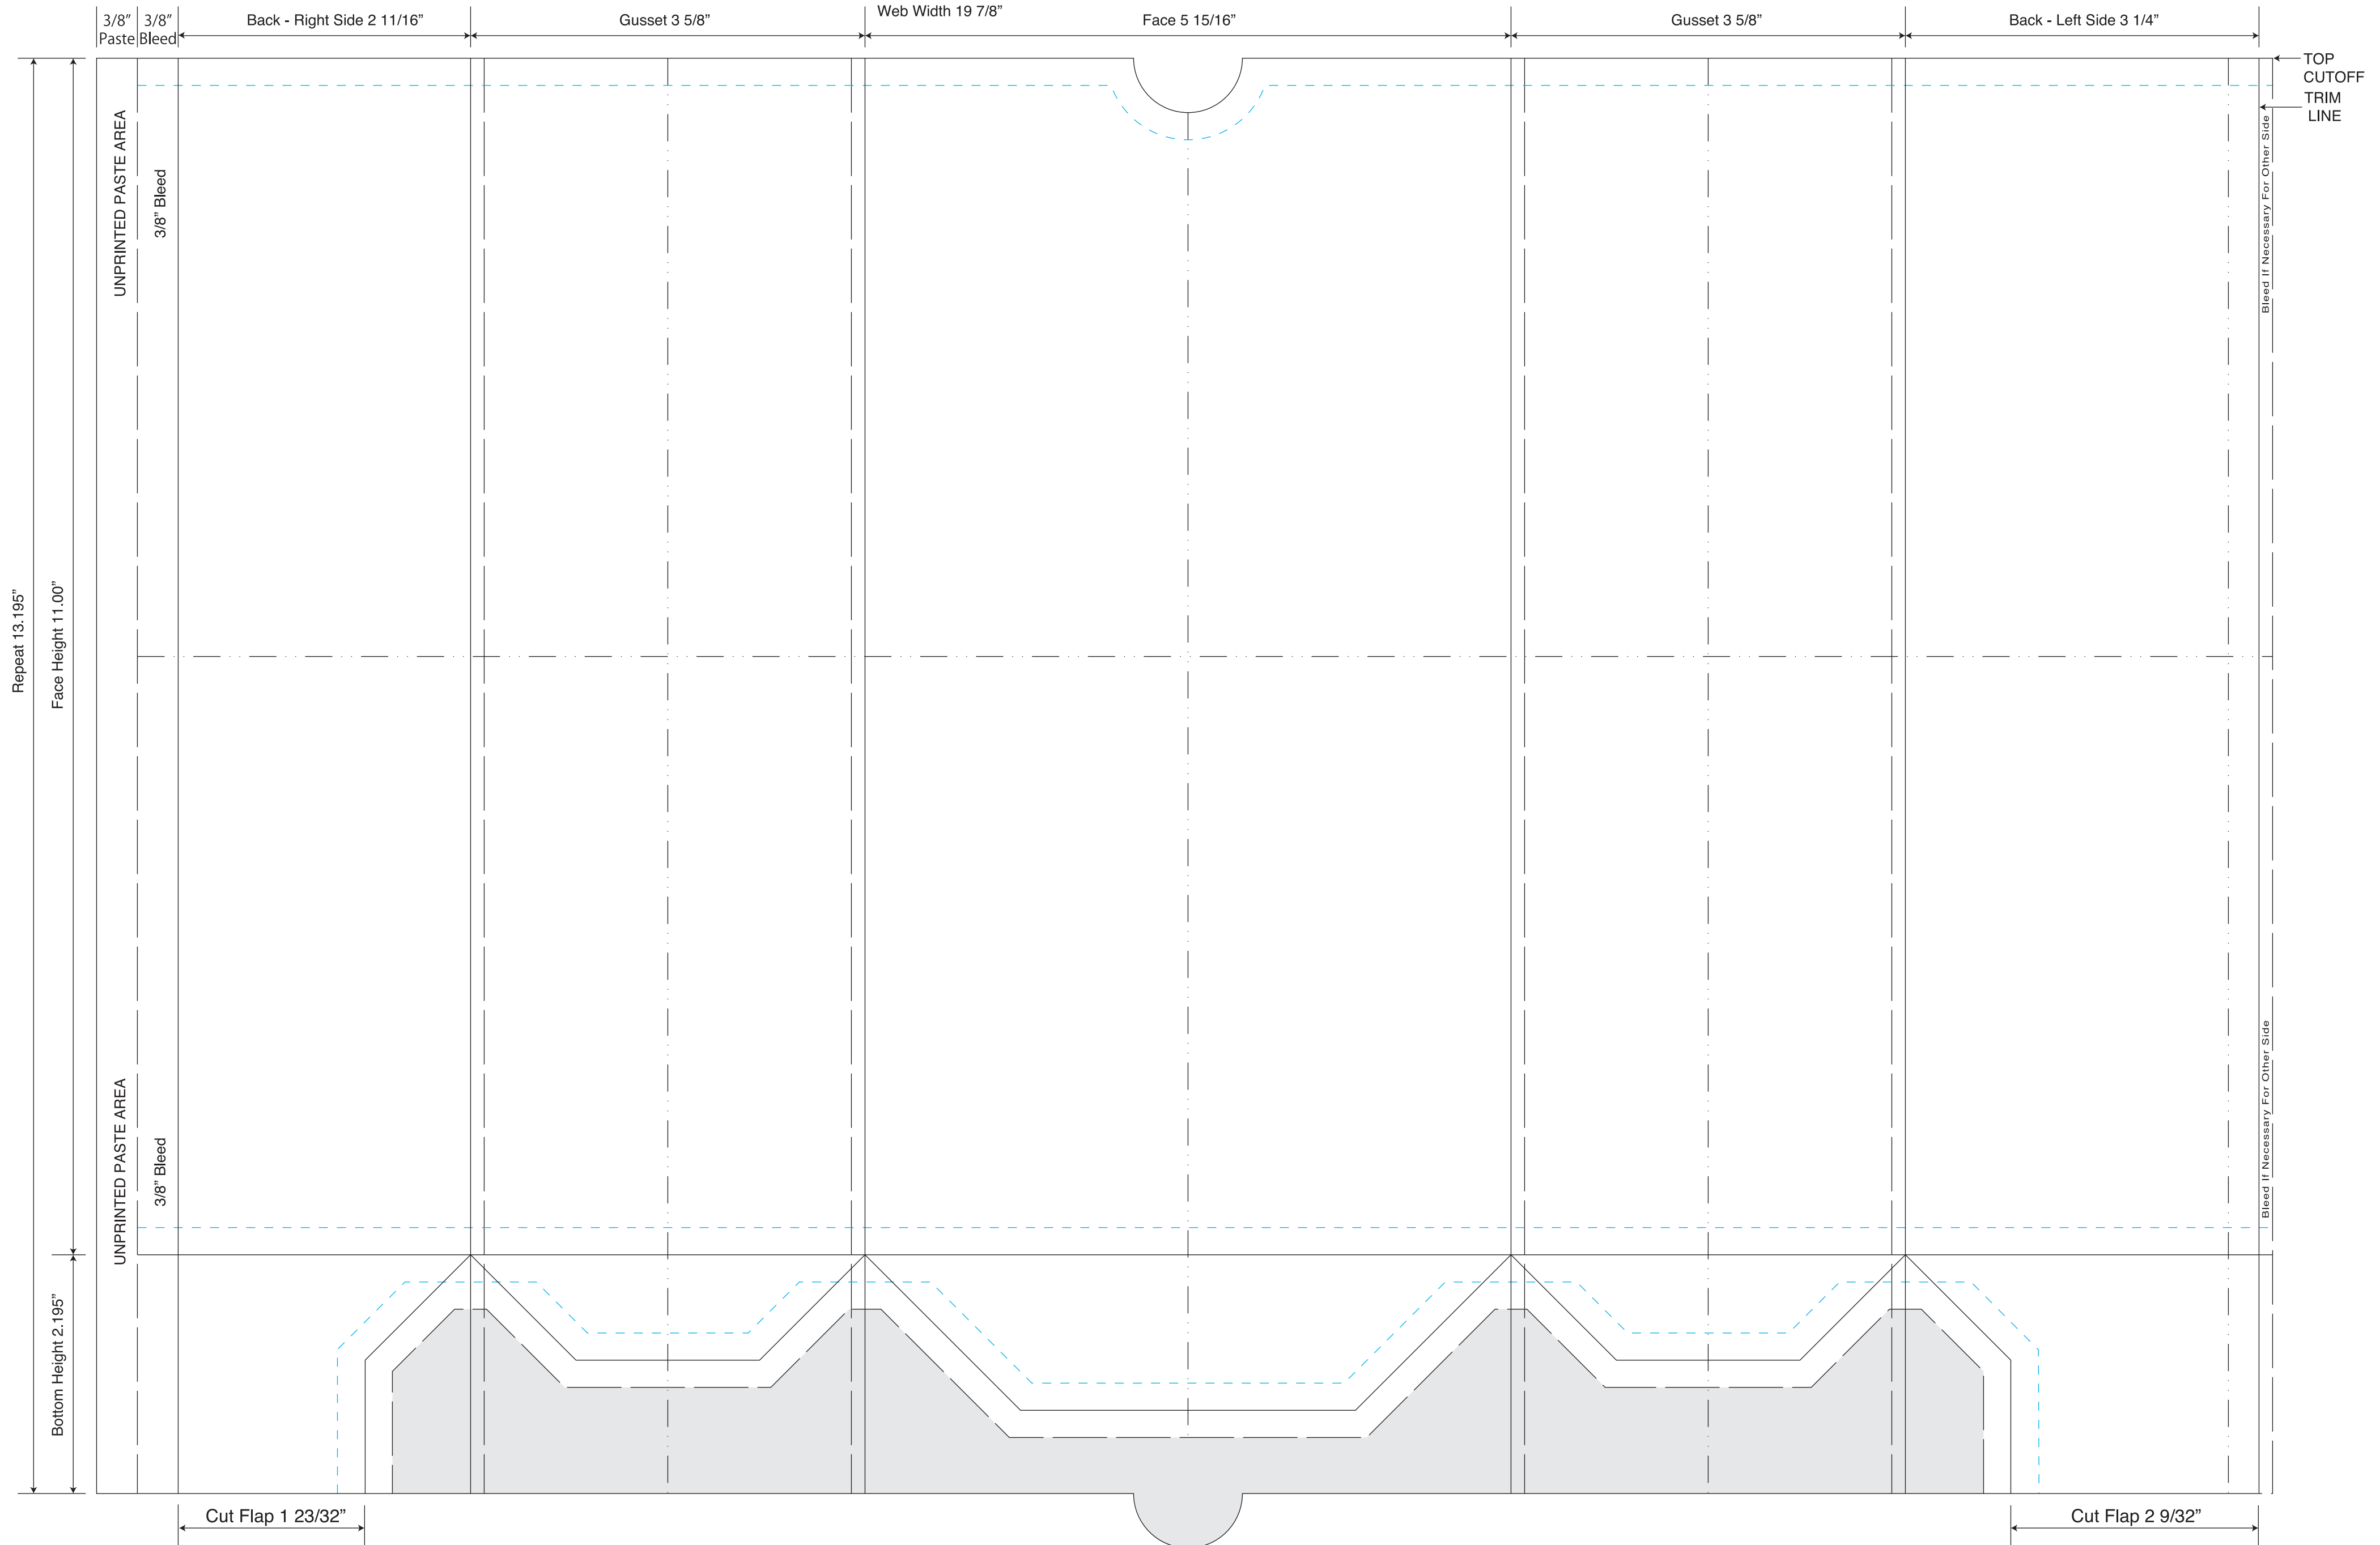 Web Width 19 7/8”
3/8” 3/8” Back - Right Side 2 11/16” Gusset 3 5/8” Face 5 15/16” Gusset 3 5/8” Back - Left Side 3 1/4”
Paste Bleed
TOP
CUTOFF
TRIM
LINE
UNPRINTED PASTE AREA
3/8” Bleed
Bleed If Necessary For Other Side
Repeat 13.195”
Face Height 11.00”
UNPRINTED PASTE AREA
3/8” Bleed
Bleed If Necessary For Other Side
Bottom Height 2.195”
Cut Flap 1 23/32”
Cut Flap 2 9/32”